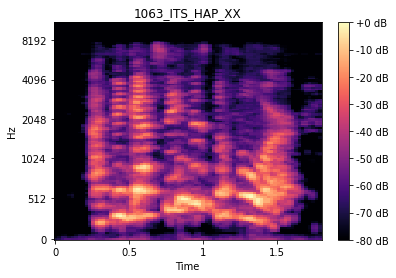 1063_ITS_HAP_XX
+0 dB
8192
-10 dB
4096
-20 dB
-30 dB
2048
Hz
-40 dB
1024
-50 dB
512
-60 dB
-70 dB
0
-80 dB
0 0.5 1 1.5
Time